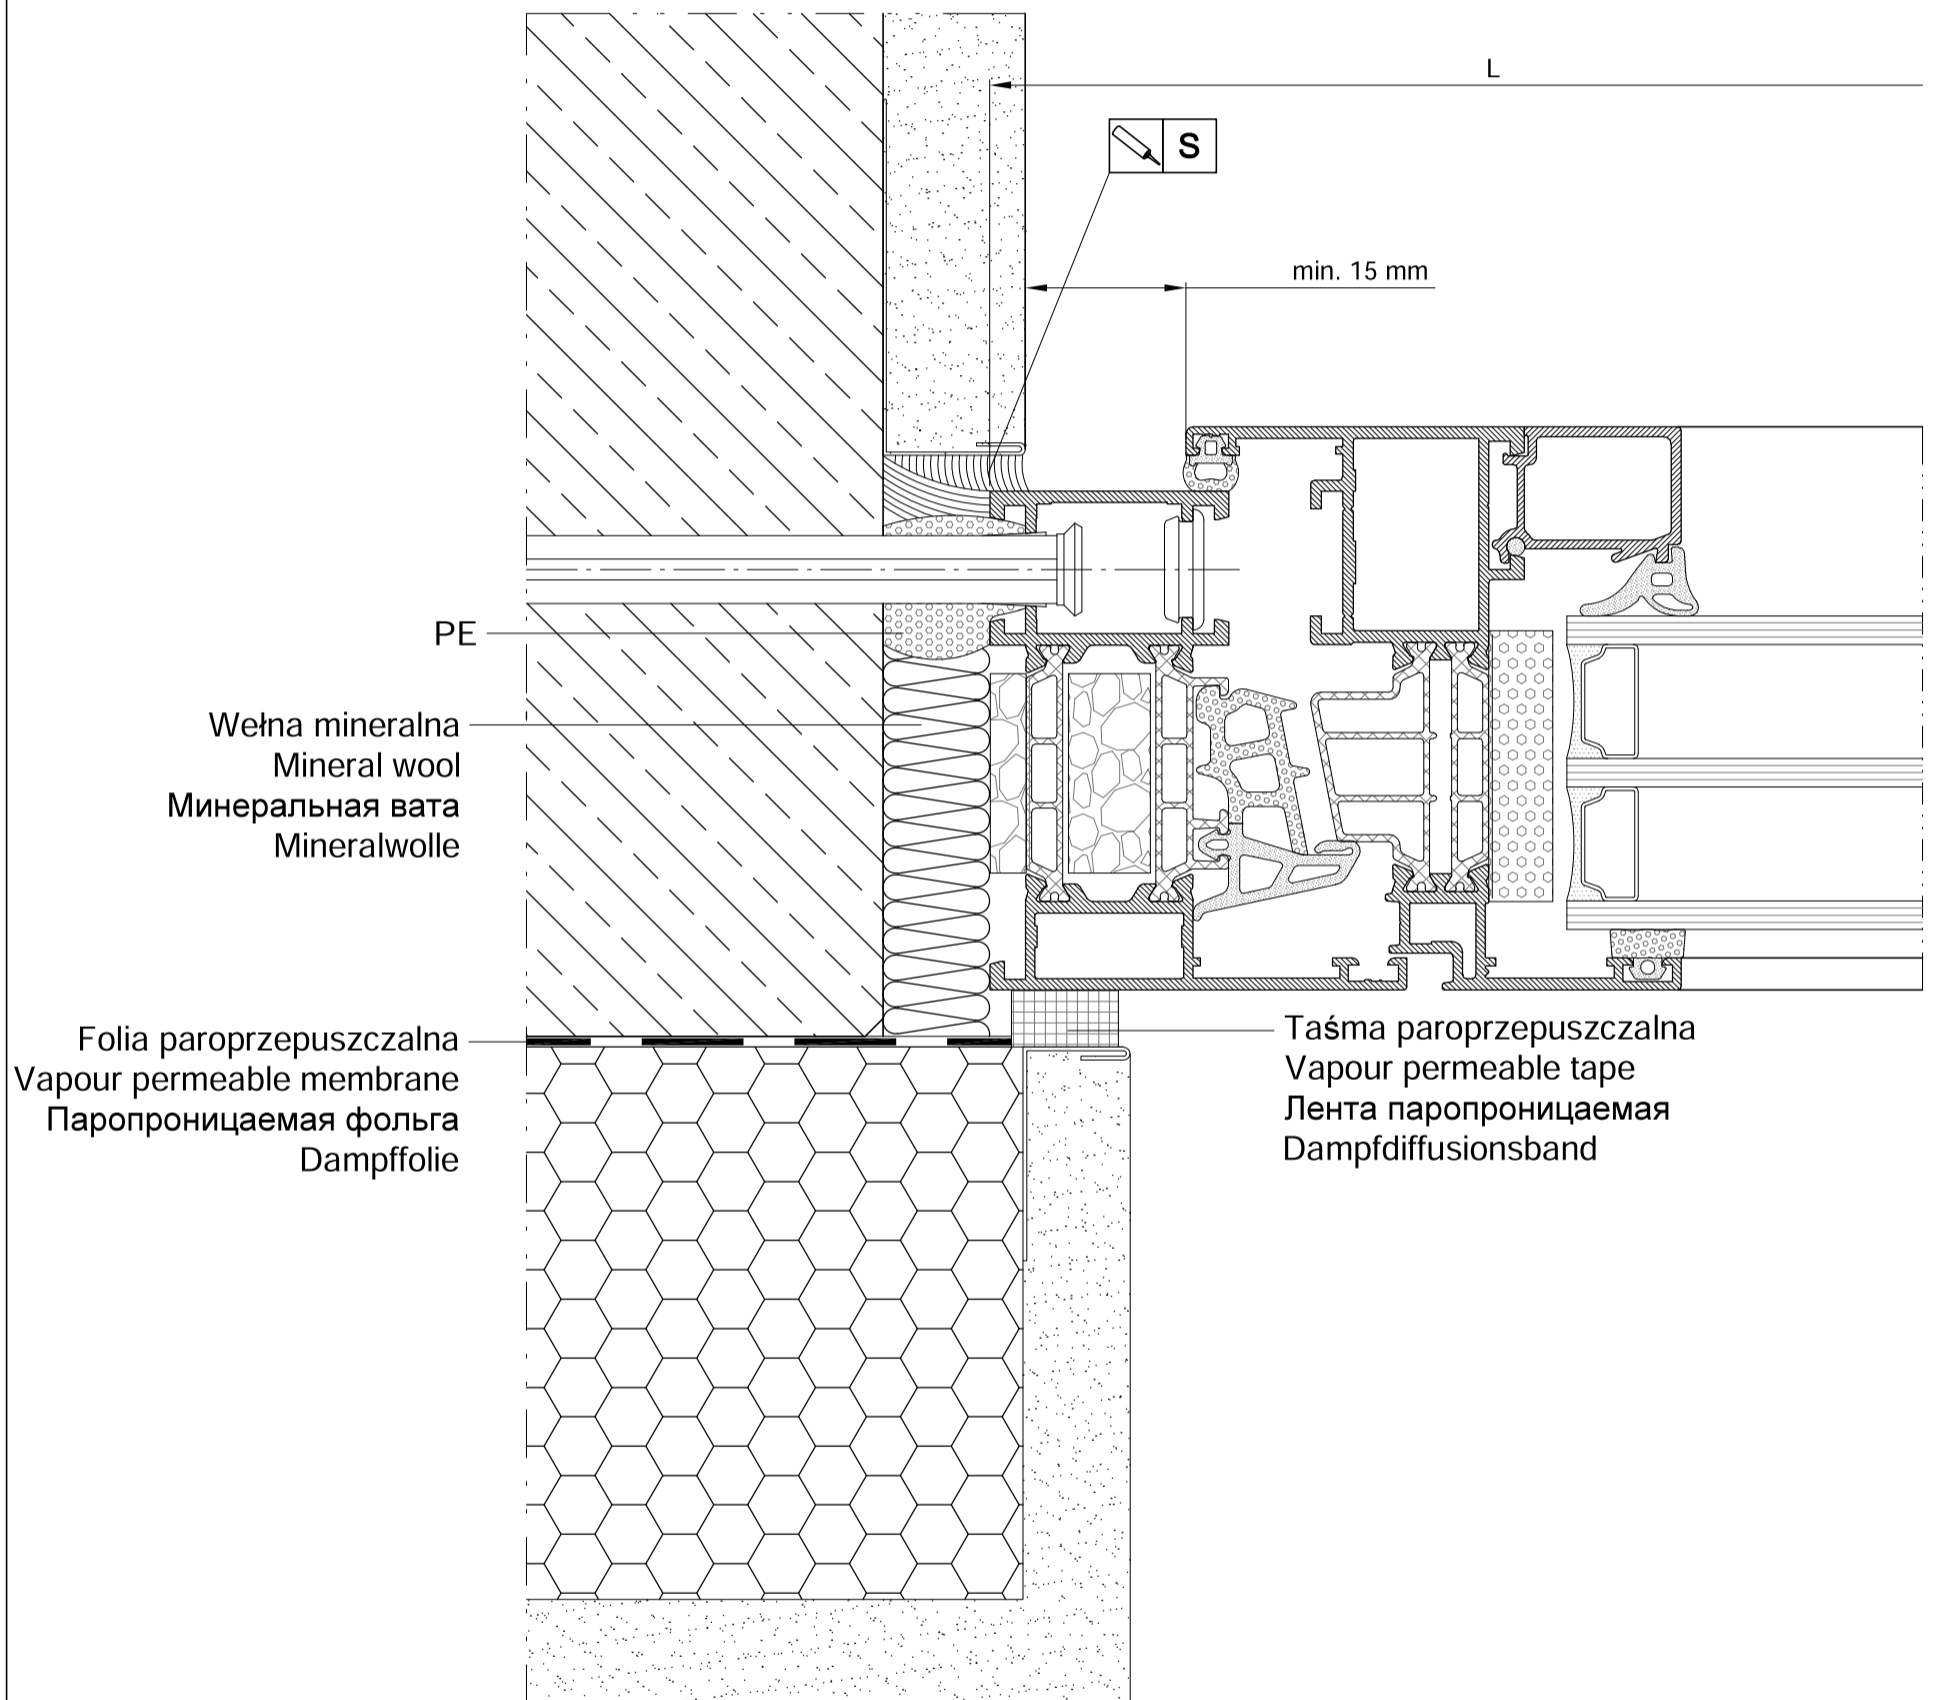 L
S
min. 15 mm
PE
Wełna mineralna
Mineral wool
Минеральная вата
Mineralwolle
Folia paroprzepuszczalna
Vapour permeable membrane
Паропроницаемая фольга
Dampffolie
Taśma paroprzepuszczalna
Vapour permeable tape
Лента паропроницаемая
Dampfdiffusionsband